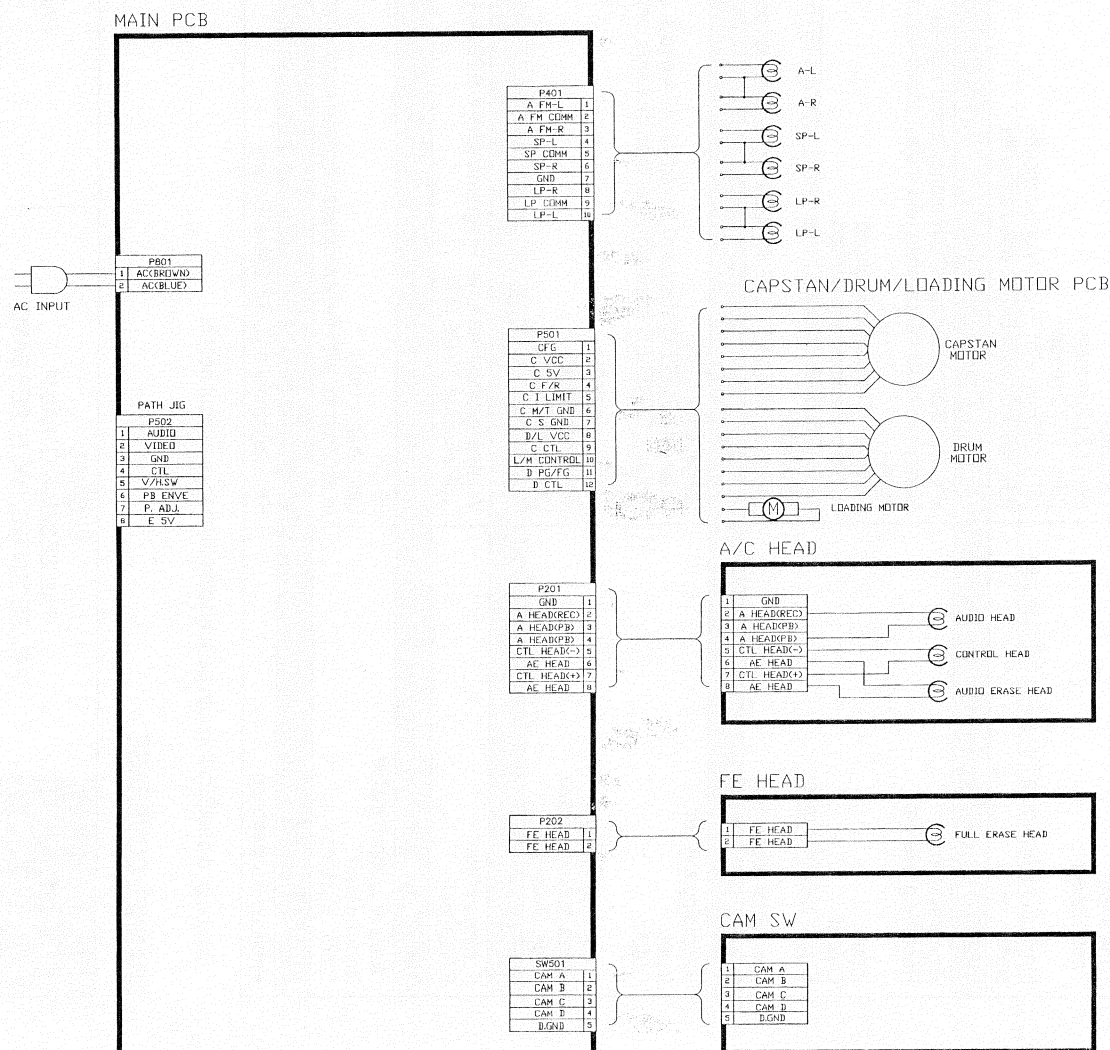 MAIN PCB
P401
A FM-L 1
A FM COMM 2
A FM-R 3
SP-L 4
SP COMM 5
SP-R 6
GND 7
LP-R 8
LP COMM 9
LP-L 10
A-L
A-R
SP-L
SP-R
LP-R
LP-L
P801
1 AC(BROWN)
2 AC(BLUE)
AC INPUT
CAPSTAN/DRUM/LOADING MOTOR PCB
P501
CFG 1
C VCC 2
C 5V 3
C F/R 4
C I LIMIT 5
C M/T GND 6
C S GND 7
D/L VCC 8
C CTL 9
L/M CONTROL 10
D PG/FG 11
D CTL 12
CAPSTAN
MOTOR
DRUM
MOTOR
M
LOADING MOTOR
PATH JIG
P502
1 AUDIO
2 VIDEO
3 GND
4 CTL
5 V/H.SW
6 PB ENVE
7 P. ADJ.
8 E 5V
A/C HEAD
P201
GND 1
A HEAD(REC) 2
A HEAD(PB) 3
A HEAD(PB) 4
CTL HEAD(-) 5
AE HEAD 6
CTL HEAD(+) 7
AE HEAD 8
1 GND
2 A HEAD(REC)
3 A HEAD(PB)
4 A HEAD(PB)
5 CTL HEAD(-)
6 AE HEAD
7 CTL HEAD(+)
8 AE HEAD
AUDIO HEAD
CONTROL HEAD
AUDIO ERASE HEAD
FE HEAD
P202
FE HEAD 1
FE HEAD 2
1 FE HEAD
2 FE HEAD
FULL ERASE HEAD
CAM SW
SW501
CAM A 1
CAM B 2
CAM C 3
CAM D 4
D.GND 5
1 CAM A
2 CAM B
3 CAM C
4 CAM D
5 D.GND